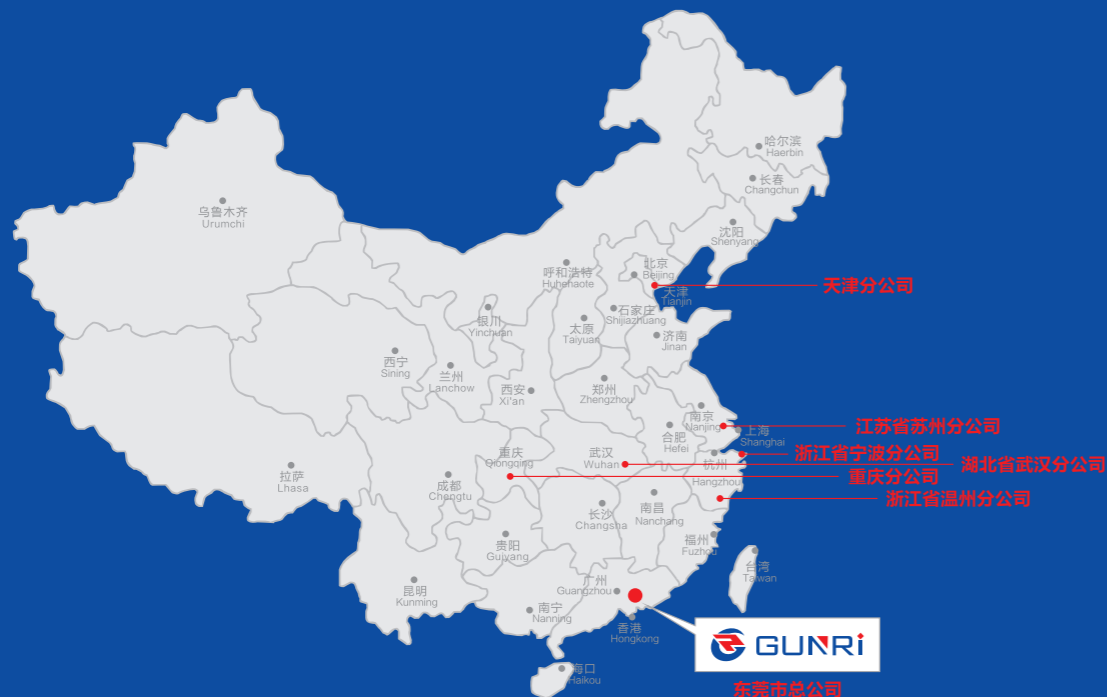 哈尔滨
Haerbin
长春
Changchun
乌鲁木齐
Urumchi
沈阳
Shenyang
北京
Beijing
呼和浩特
Huhehaote
天津分公司
天津
Tianjin
石家庄
Shijiazhuang
银川
Yinchuan
太原
Taiyuan
济南
Jinan
西宁
Sining
兰州
Lanchow
西安
Xi'an
郑州
Zhengzhou
南京
Nanjing
江苏省苏州分公司
上海
Shanghai
合肥
Hefei
重庆
Qiongqing
武汉
Wuhan
杭州
Hangzhou
浙江省宁波分公司
湖北省武汉分公司
拉萨
Lhasa
成都
Chengtu
重庆分公司
浙江省温州分公司
长沙
Changsha
南昌
Nanchang
贵阳
Guiyang
福州
Fuzhou
台湾
Taiwan
昆明
Kunming
广州
Guangzhou
南宁
Nanning
香港
Hongkong
GUNRi
海口
Haikou
东莞市总公司